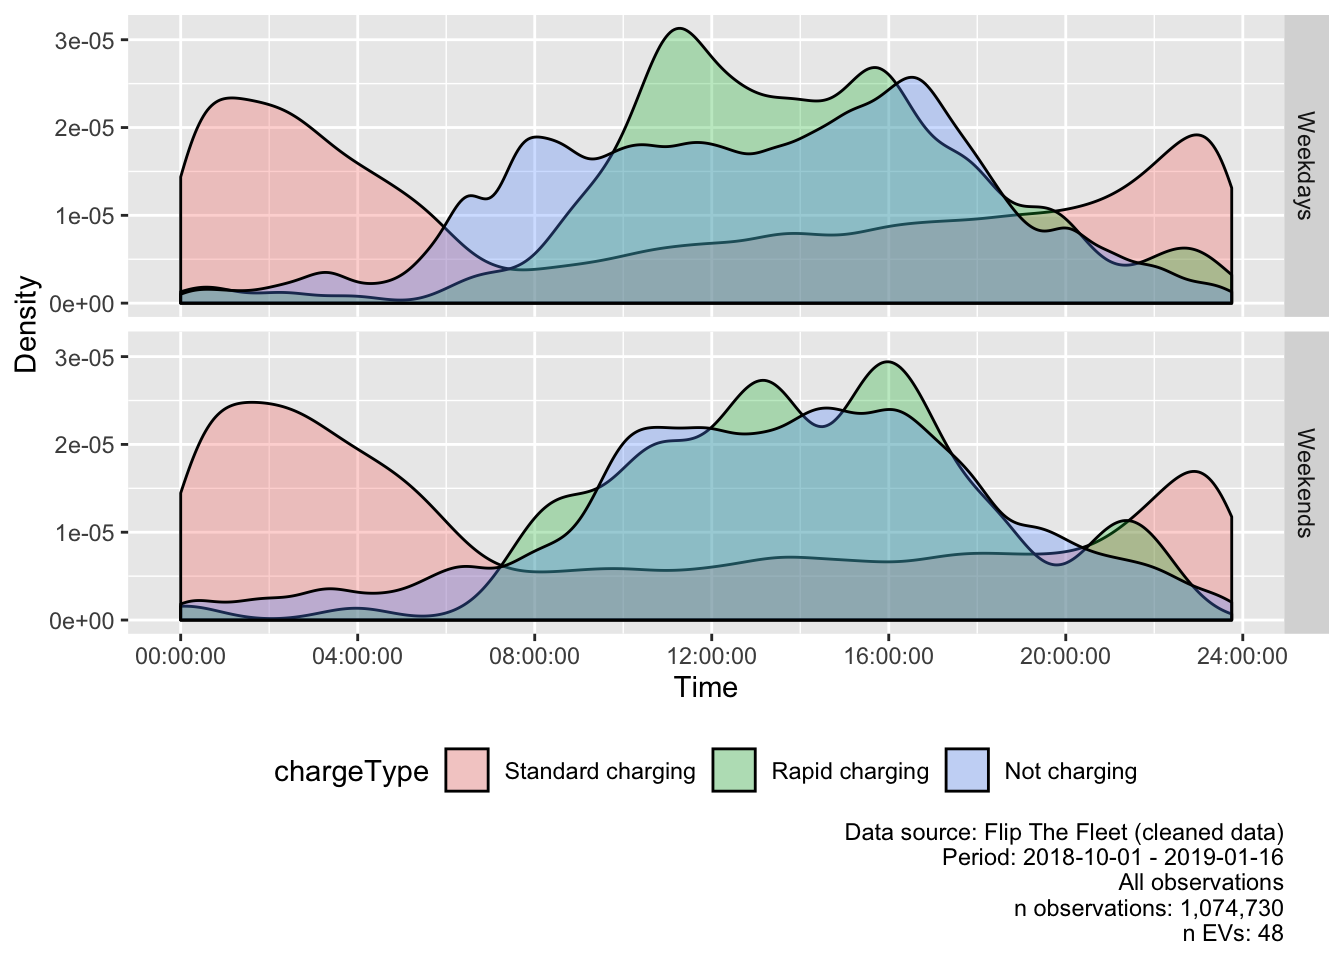 3e-05
2e-05
1e-05
0e+00
Weekdays
Density
3e-05
2e-05
1e-05
0e+00
Weekends
00:00:00 04:00:00 08:00:00 12:00:00 16:00:00 20:00:00 24:00:00
Time
chargeType Standard charging Rapid charging Not charging
Data source: Flip The Fleet (cleaned data)
Period: 2018-10-01 - 2019-01-16
All observations
n observations: 1,074,730
n EVs: 48